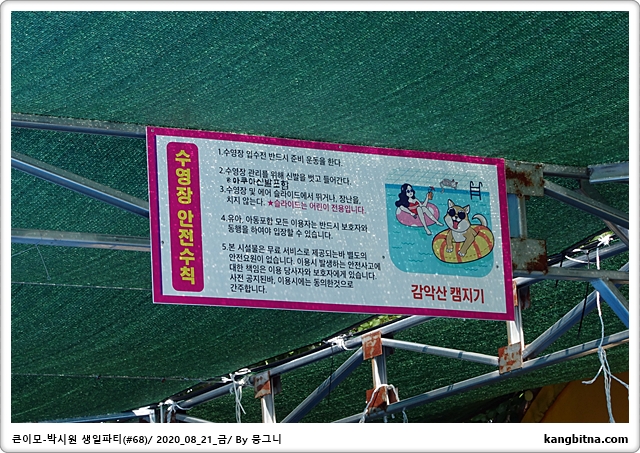 수영장 안전수칙
1.수영장 입수전 반드시 준비 운동을 한다.
2.수영장 관리를 위해 신발을 벗고 들어간다.
※아쿠아신발포함
3.수영장 및 에어 슬라이드에서 뛰거나, 장난을,
치지 않는다. ★슬라이드는 어린이 전용입니다.
4.유아, 아동포함 모든 이용자는 반드시 보호자와
동행을 하여야 입장할 수 있습니다.
5.본 시설물은 무료 서비스로 제공되는바 별도의
안전요원이 없습니다. 이용시 발생하는 안전사고에
대한 책임은 이용 당사자와 보호자에게 있습니다.
사전 공지된바, 이용시에는 동의한것으로
간주합니다.
감악산 캠지기
큰이모-박시원 생일파티(#68)/ 2020_08_21_금/ By 뭉그니
kangbitna.com